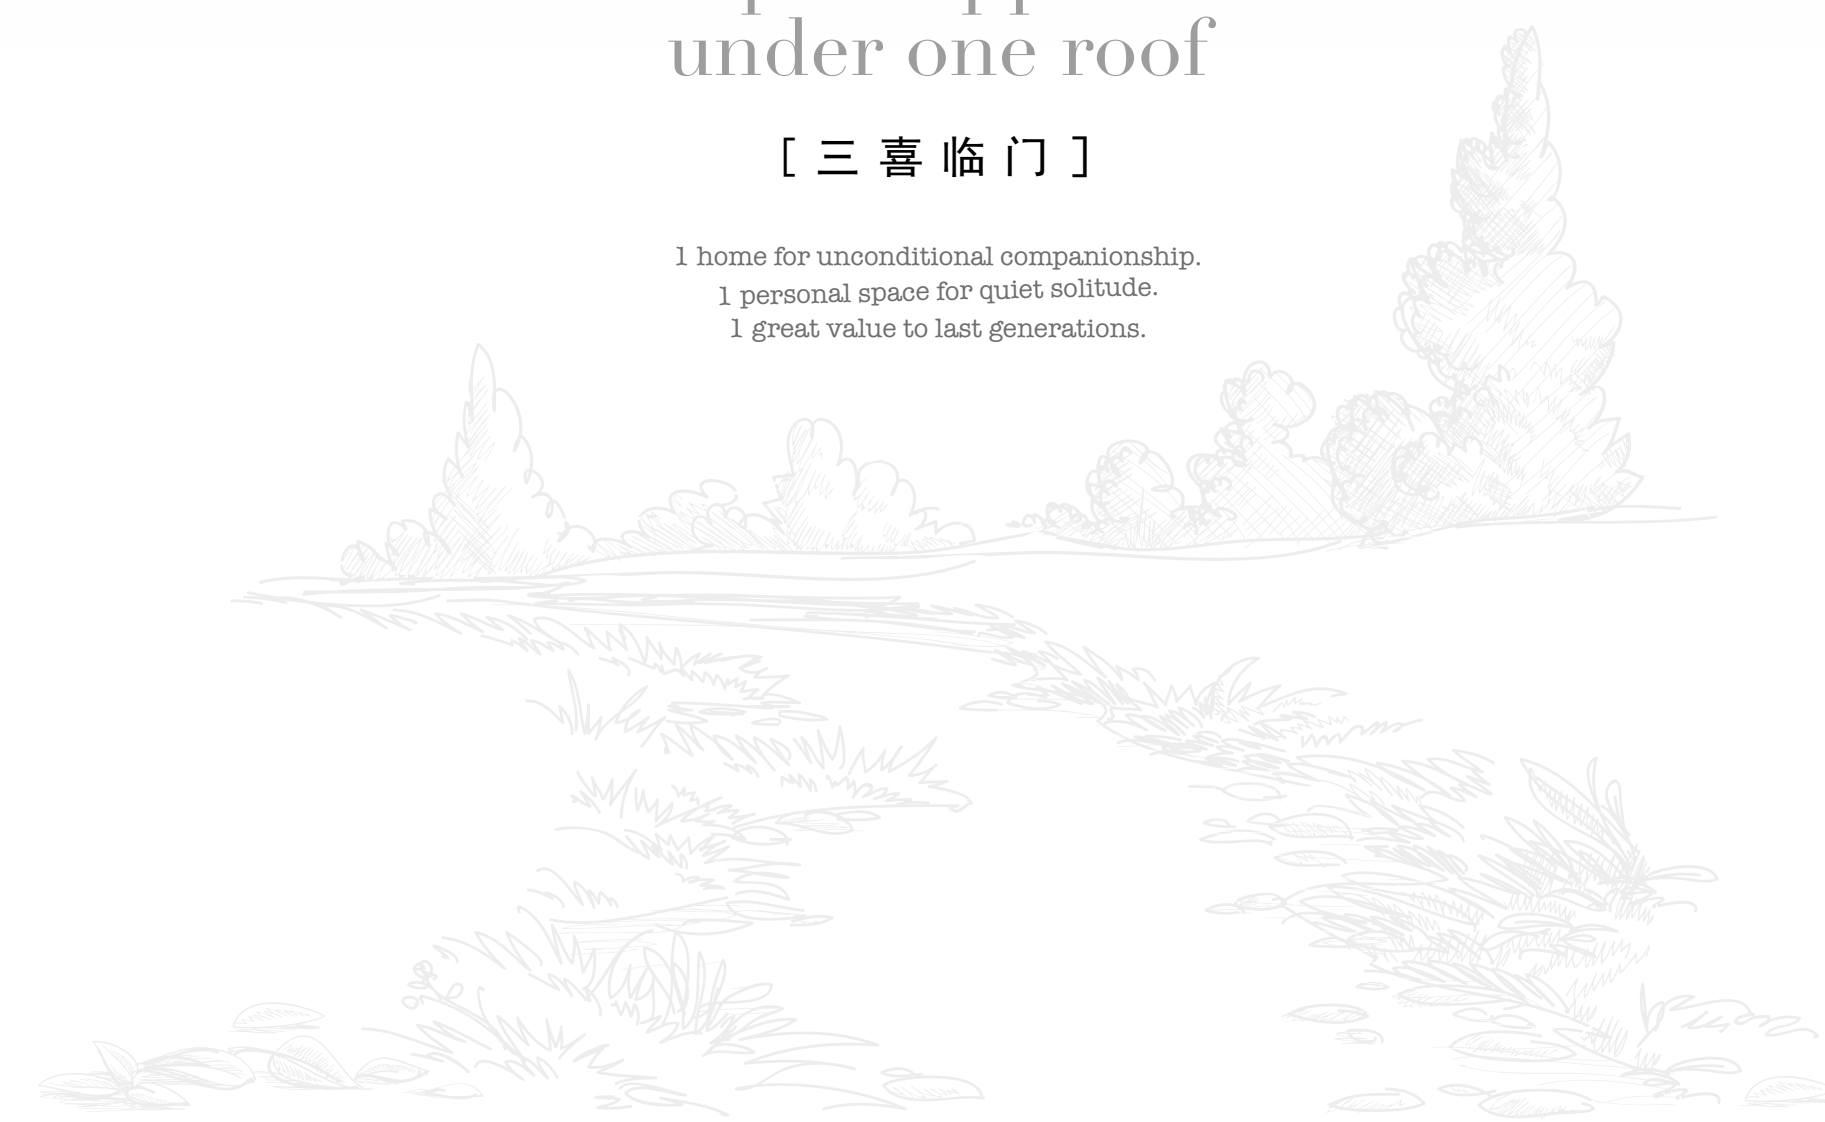 under one roof
[ 三喜临门 ]
1 home for unconditional companionship.
1 personal space for quiet solitude.
1 great value to last generations.